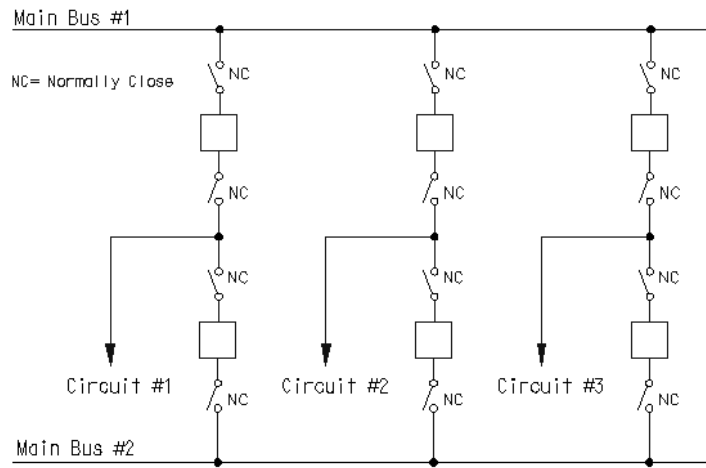 Main Bus #1
NC= Normally Close
NC
NC
NC
NC
NC
NC
NC
NC
NC
Circuit #1
Circuit #2
Circuit #3
NC
NC
NC
Main Bus #2